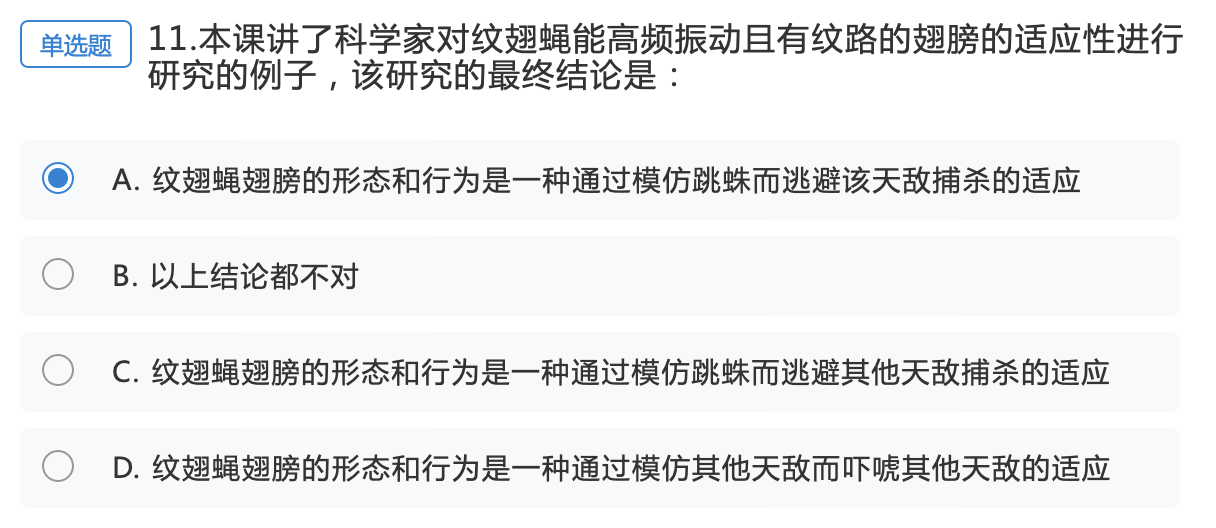 单选题
11.本课讲了科学家对纹翅蝇能高频振动且有纹路的翅膀的适应性进行
研究的例子，该研究的最终结论是：
A. 纹翅蝇翅膀的形态和行为是一种通过模仿跳蛛而逃避该天敌捕杀的适应
B. 以上结论都不对
C. 纹翅蝇翅膀的形态和行为是一种通过模仿跳蛛而逃避其他天敌捕杀的适应
D. 纹翅蝇翅膀的形态和行为是一种通过模仿其他天敌而吓唬其他天敌的适应